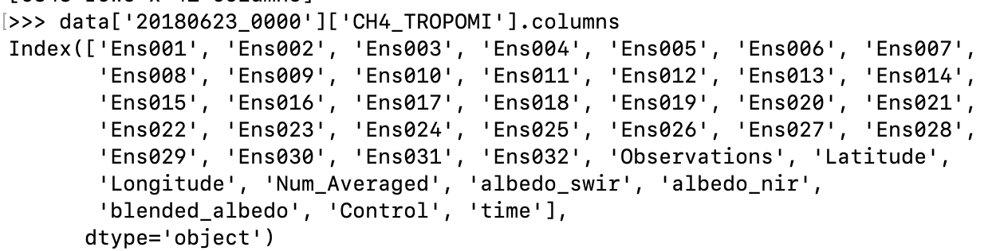 [>>> data['20180623_0000']['CH4_TROPOMI'].columns
Index(['Ens001', 'Ens002', 'Ens003', 'Ens004', 'Ens005', 'Ens006', 'Ens007',
'Ens008', 'Ens009', 'Ens010', 'Ens011', 'Ens012', 'Ens013', 'Ens014',
'Ens015', 'Ens016', 'Ens017', 'Ens018', 'Ens019', 'Ens020', 'Ens021',
'Ens022', 'Ens023', 'Ens024', 'Ens025', 'Ens026', 'Ens027', 'Ens028',
'Ens029', 'Ens030', 'Ens031', 'Ens032', 'Observations', 'Latitude',
'Longitude', 'Num_Averaged', 'albedo_swir', 'albedo_nir',
'blended_albedo', 'Control', 'time'],
dtype='object')